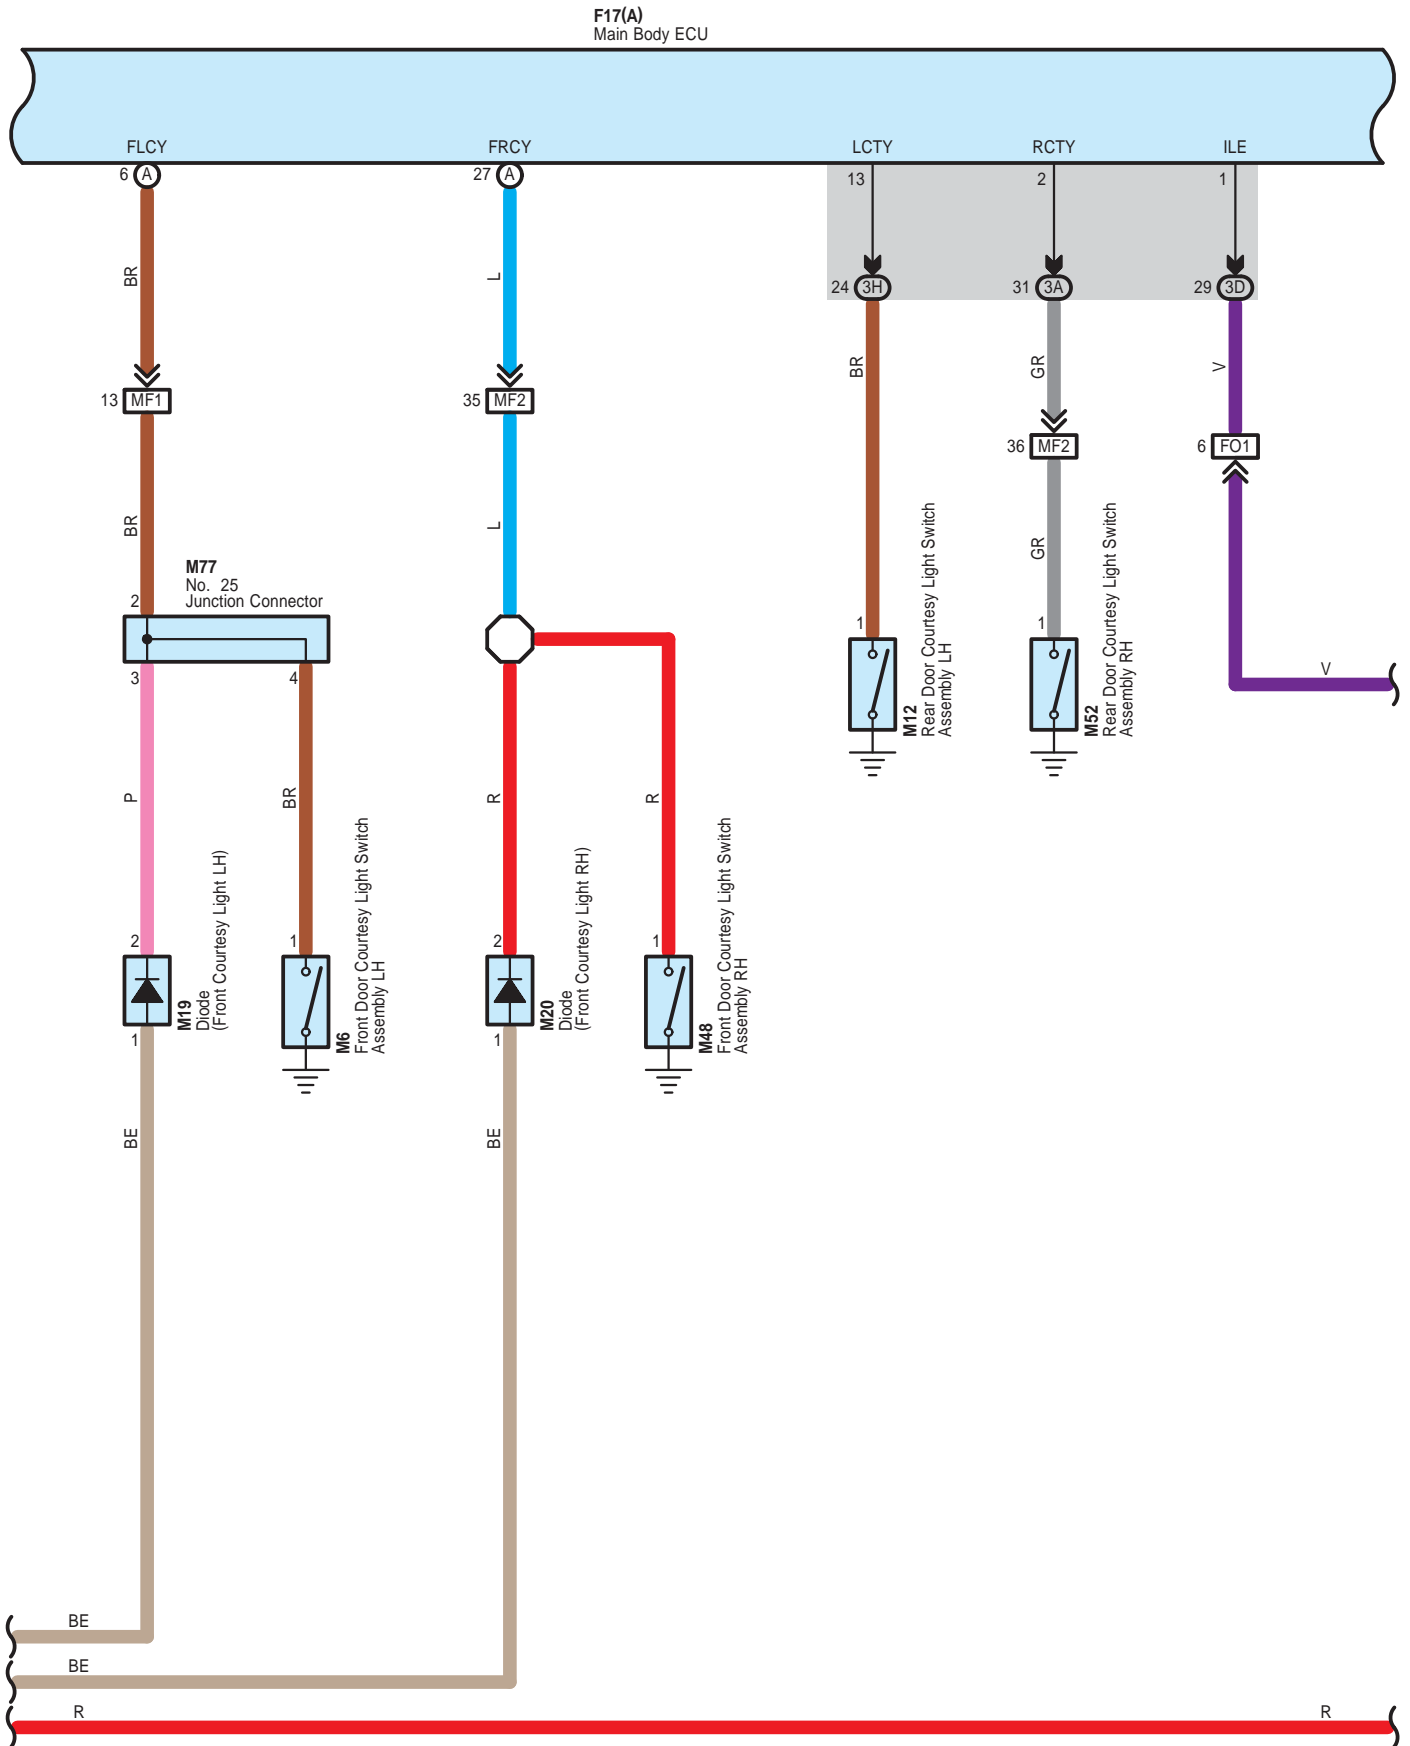 F17(A)
Main Body ECU
FLCY
FRCY
LCTY
RCTY
ILE
6 A
27 A
13
2
1
BR
L
24 3H
31 3A
29 3D
BR
GR
V
13 MF1
35 MF2
36 MF2
6 FO1
BR
L
GR
M77
No. 25
Junction Connector
2
3
4
1
M12
Rear Door Courtesy Light Switch
Assembly LH
1
M52
Rear Door Courtesy Light Switch
Assembly RH
V
P
BR
R
R
2
1
M19
Diode
(Front Courtesy Light LH)
1
M6
Front Door Courtesy Light Switch
Assembly LH
2
1
M20
Diode
(Front Courtesy Light RH)
1
M48
Front Door Courtesy Light Switch
Assembly RH
BE
BE
BE
BE
R
R